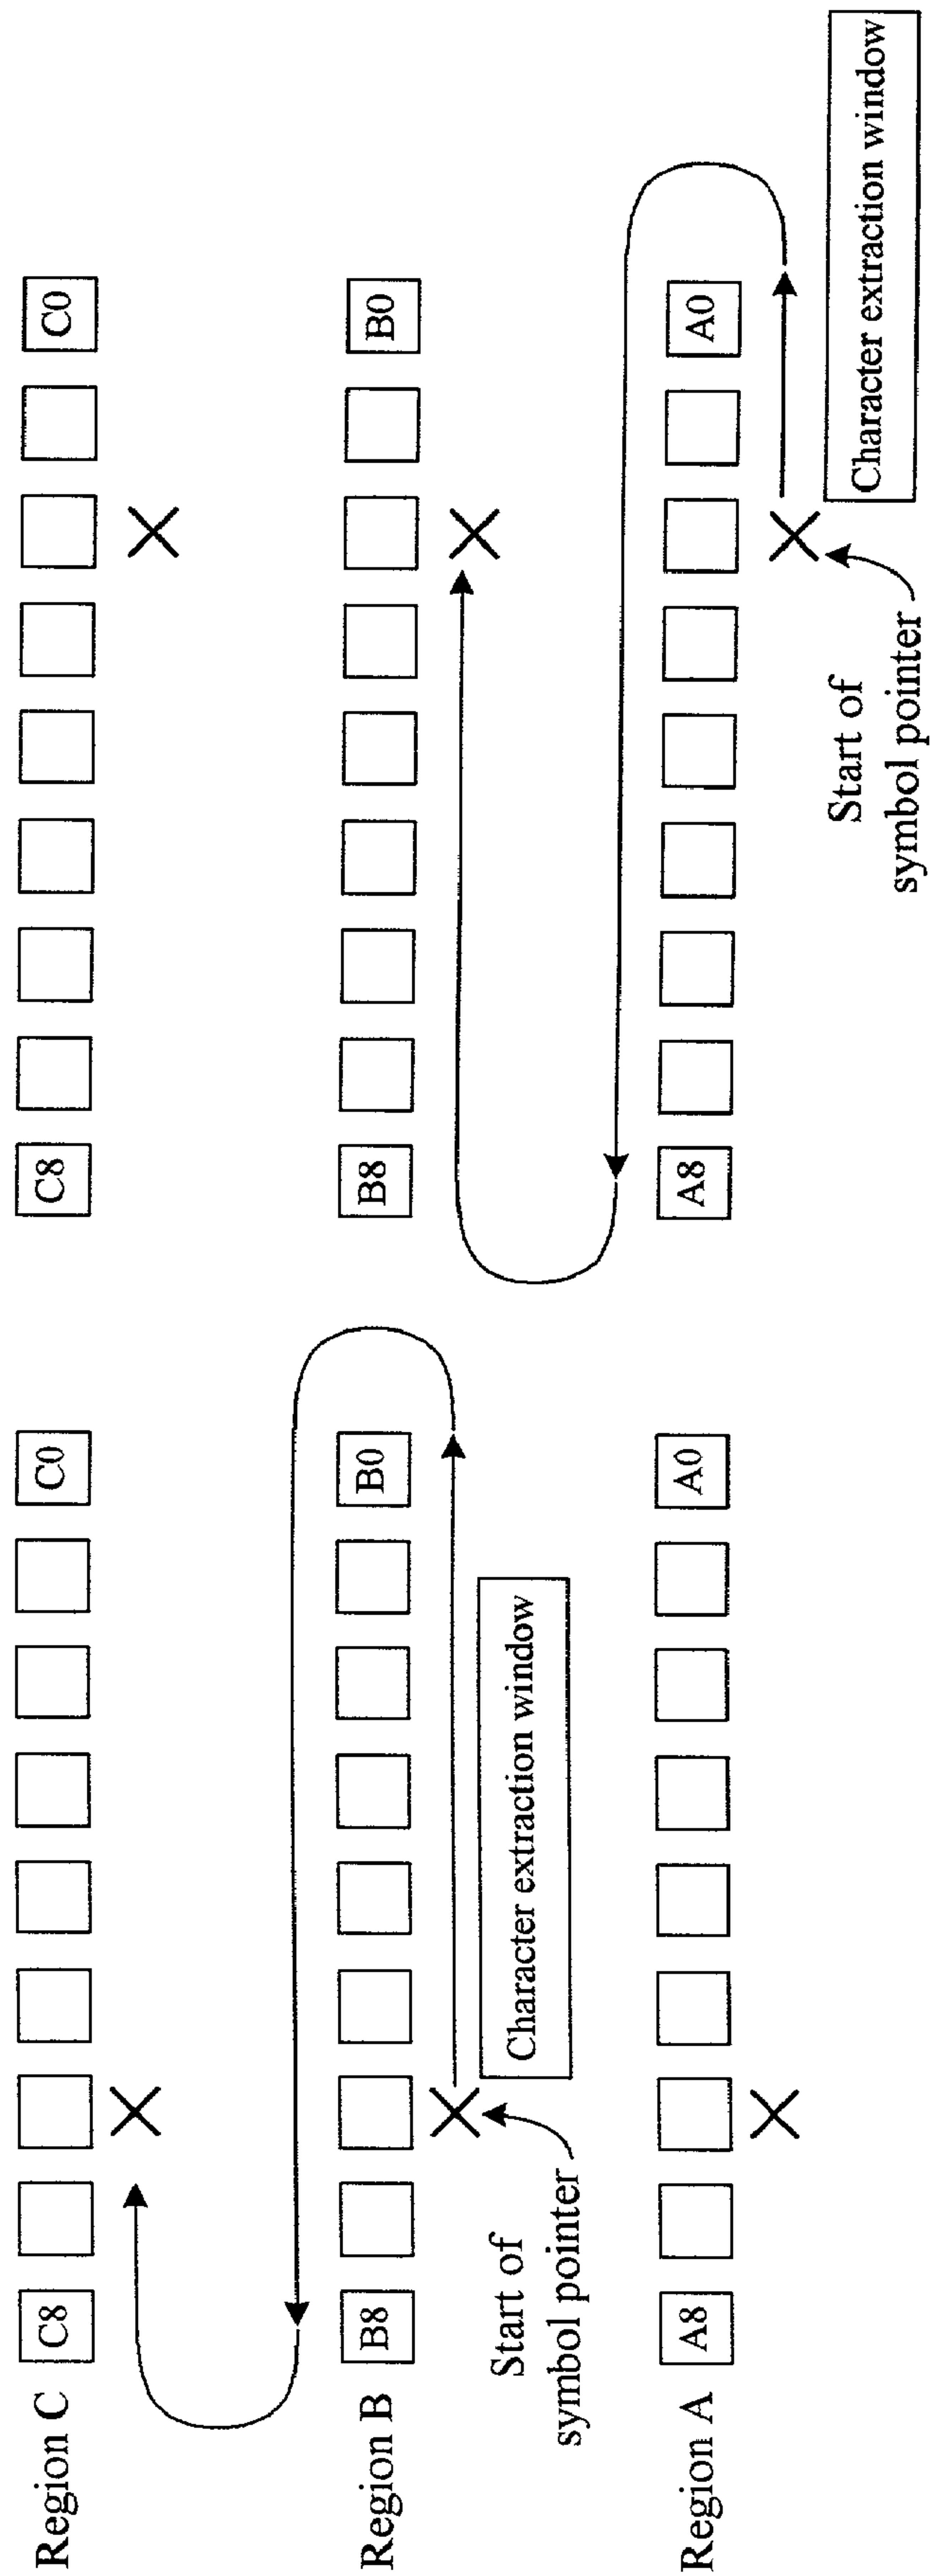 Region C
C8
C0
C8
C0
Region B
B8
B0
B8
B0
Character extraction window
Start of
symbol pointer
Region A
A8
A0
A8
A0
Start of
symbol pointer
Character extraction window